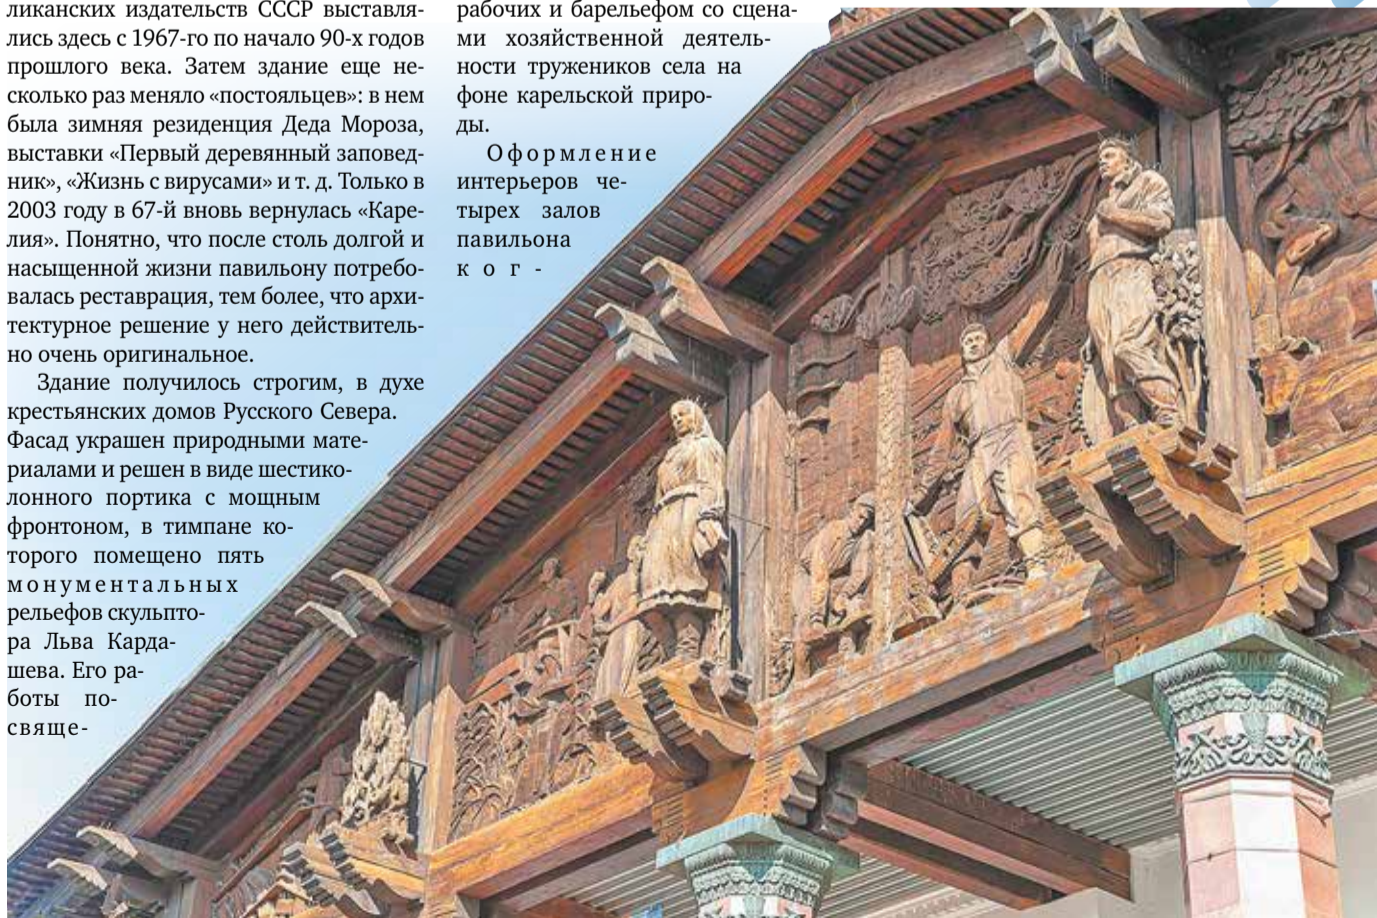 ликанских издательств СССР выставля-
лись здесь с 1967-го по начало 90-х годов
прошлого века. Затем здание еще не-
сколько раз меняло «постояльцев»: в нем
была зимняя резиденция Деда Мороза,
выставки «Первый деревянный заповед-
ник», «Жизнь с вирусами» и т. д. Только в
2003 году в 67-й вновь вернулась «Каре-
лия». Понятно, что после столь долгой и
насыщенной жизни павильону потребо-
валась реставрация, тем более, что архи-
тектурное решение у него действитель-
но очень оригинальное.
Здание получилось строгим, в духе
крестьянских домов Русского Севера.
Фасад украшен природными мате-
риалами и решен в виде шестико-
лонного портика с мощным
фронтоном, в тимпане ко-
торого помещено пять
монументальных
рельефов скульпто-
ра Льва Карда-
шева. Его ра-
боты по-
свяще-
рабочих и барельефом со сцена-
ми хозяйственной деятель-
ности тружеников села на
фоне карельской приро-
ды.
Оформление
интерьеров че-
тырех залов
павильона
ког-